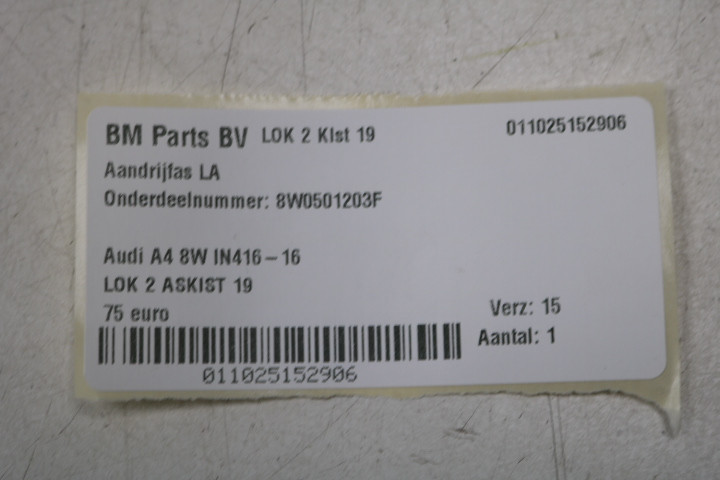 BM Parts BV LOK 2 KIst 19 011025152906
Aandrijfas LA
Onderdeelnummer: 8W0501203F
Audi A4 8W IN416-16
LOK 2 ASKIST 19
75 euro
Verz: 15
Aantal: 1
011025152906